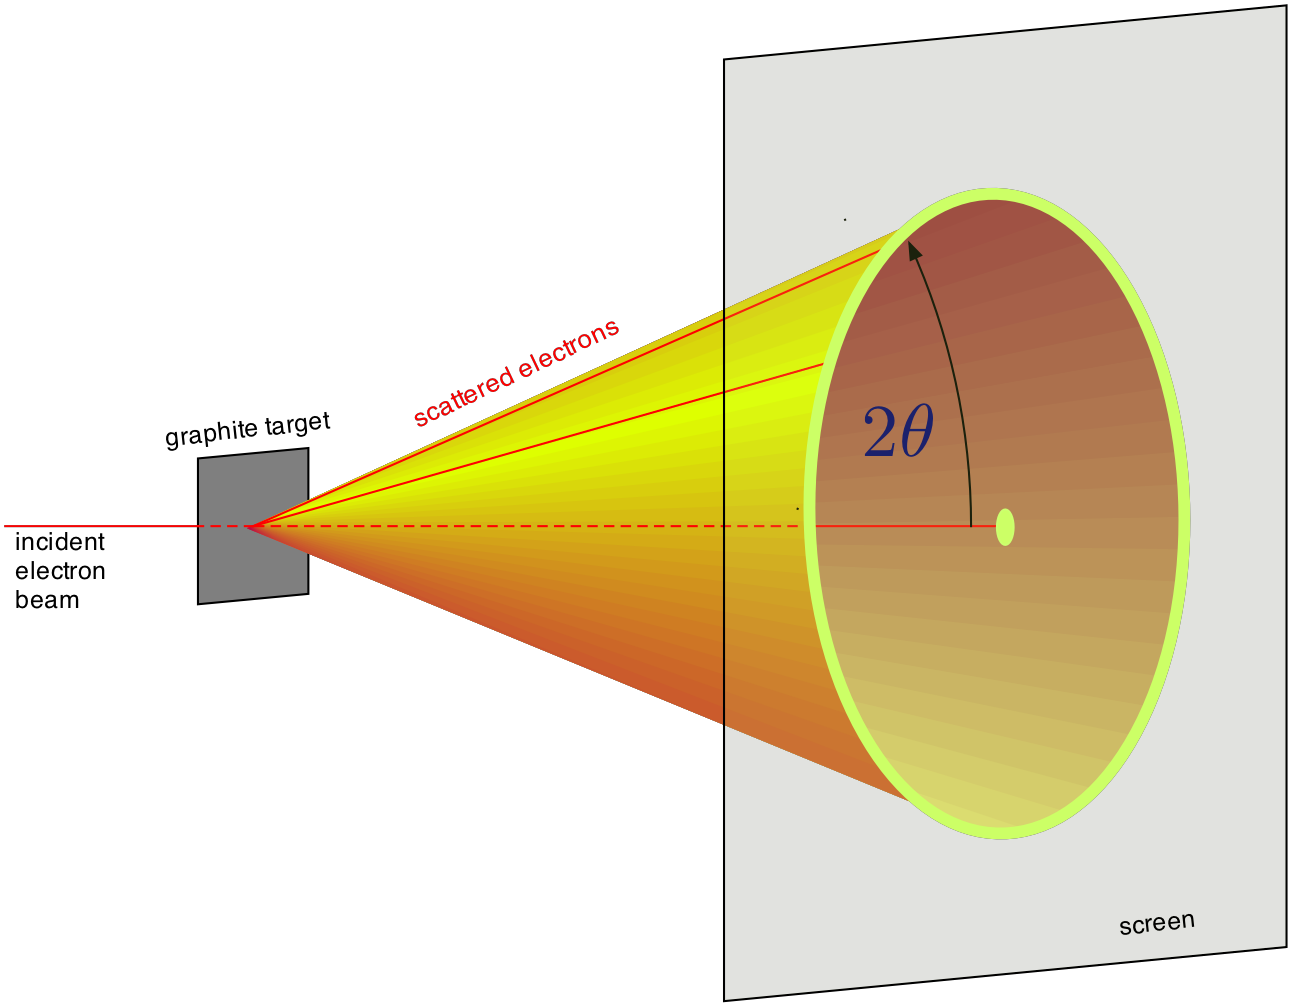 scattered electrons
graphite target
2θ
incident
electron
beam
screen